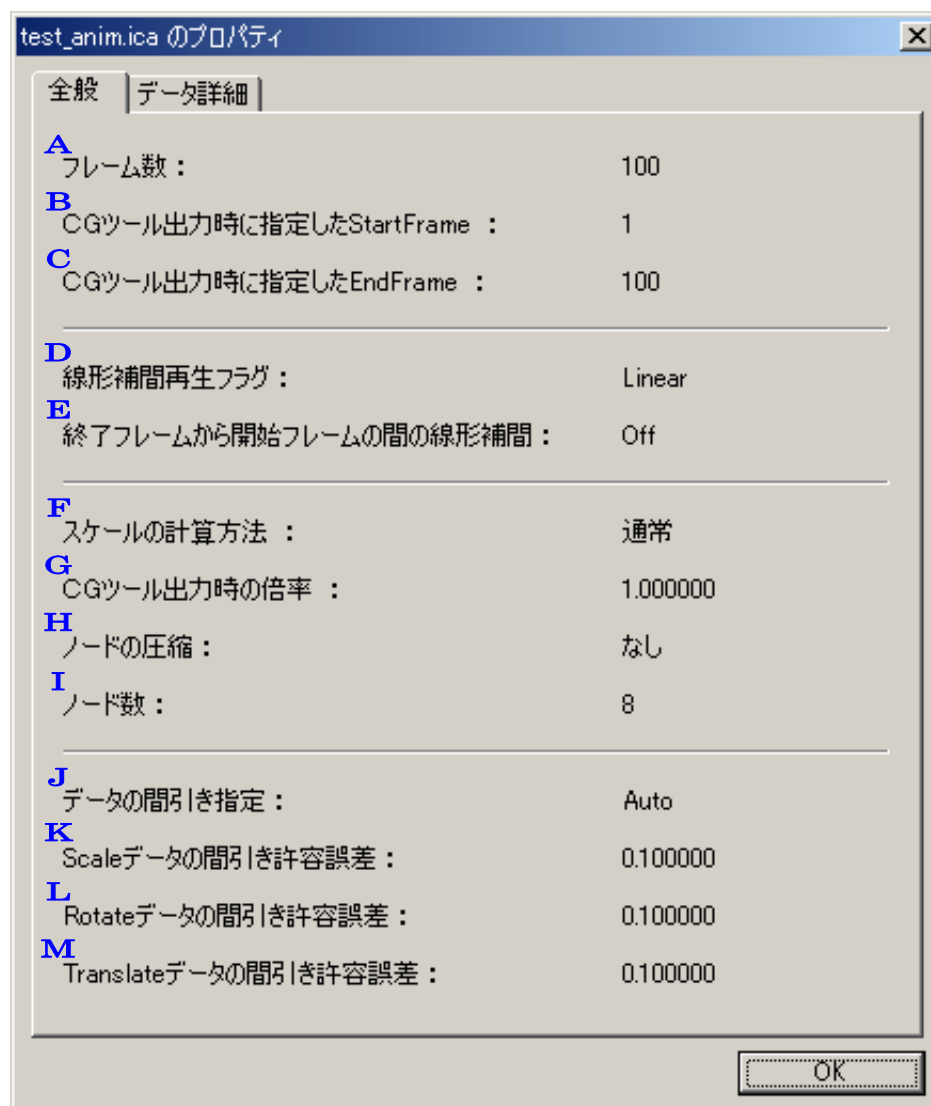 test_anim.ica のプロパティ
全般 データ詳細
A
フレーム数： 100
B
CGツール出力時に指定したStartFrame ： 1
C
CGツール出力時に指定したEndFrame ： 100
D
線形補間再生フラグ： Linear
E
終了フレームから開始フレームの間の線形補間： Off
F
スケールの計算方法 ： 通常
G
CGツール出力時の倍率 ： 1.000000
H
ノードの圧縮： なし
I
ノード数： 8
J
データの間引き指定： Auto
K
Scaleデータの間引き許容誤差： 0.100000
L
Rotateデータの間引き許容誤差： 0.100000
M
Translateデータの間引き許容誤差： 0.100000
OK